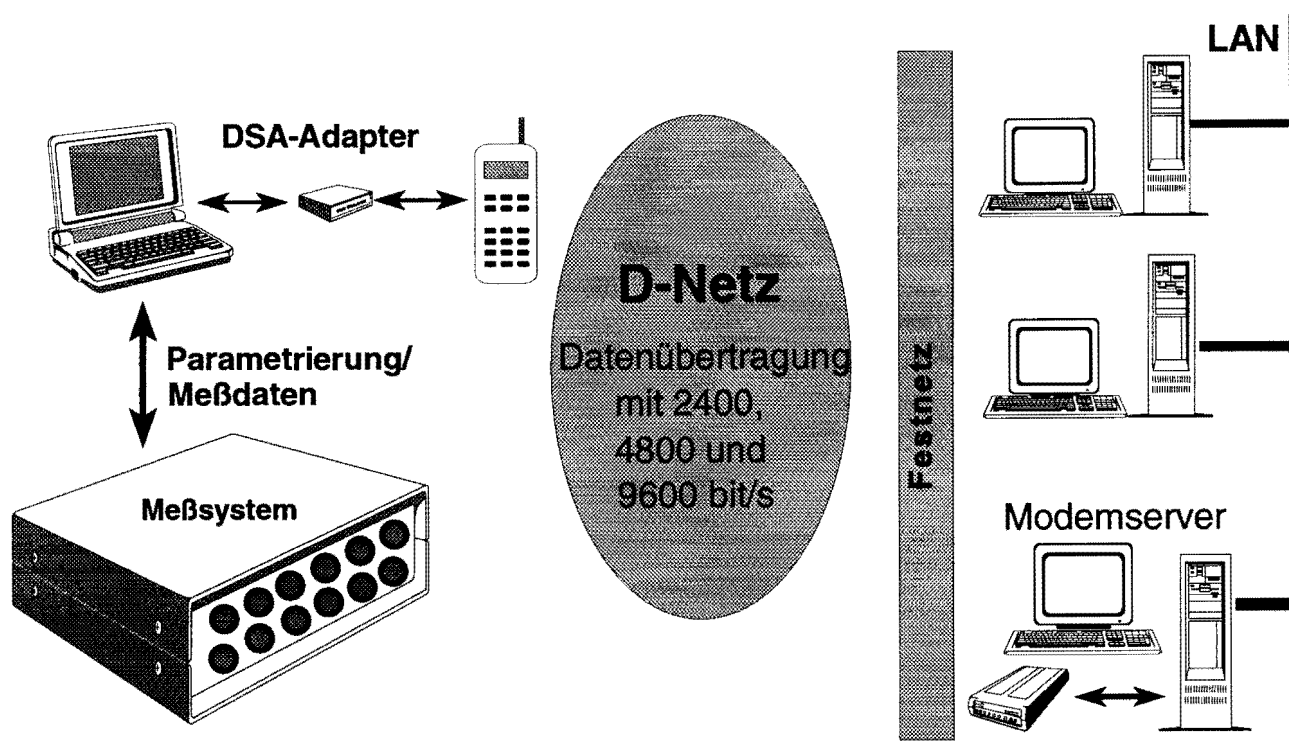 LAN
DSA-Adapter
D-Netz
Datenübertragung
mit 2400,
4800 und
9600 bit/s
Parametrierung/
Meßdaten
Meßsystem
Festnetz
Modemserver